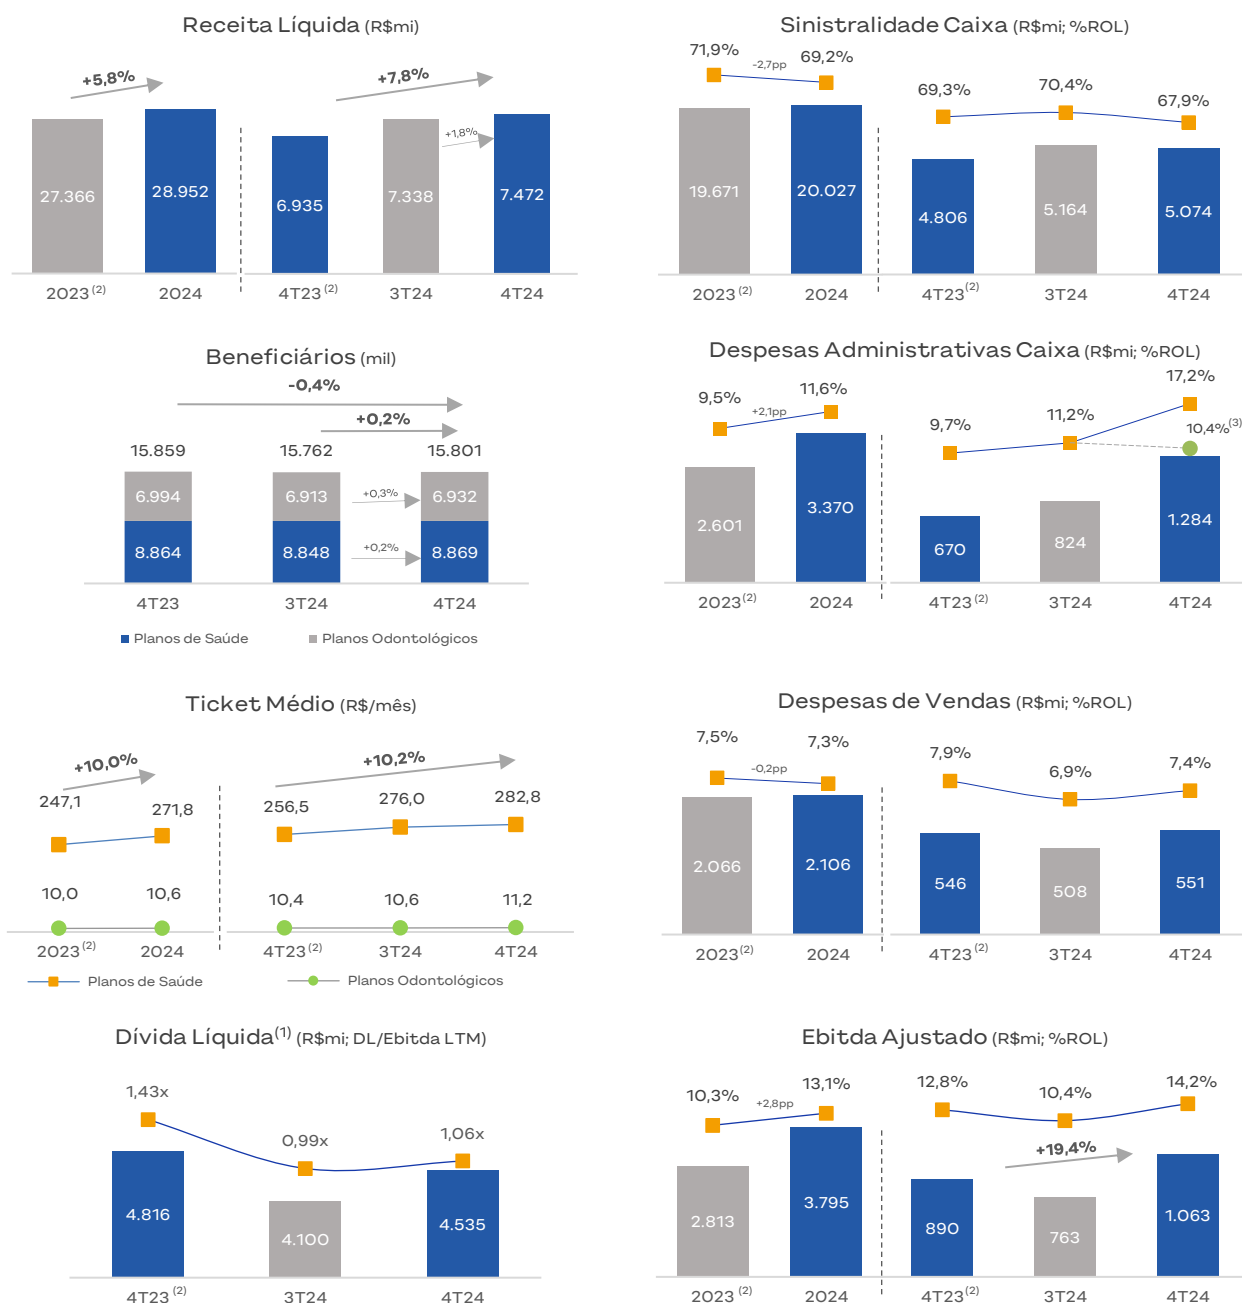 Receita Líquida (R$mi)
+5,8%
+7,8%
+1,8%
27.366
28.952
6.935
7.338
7.472
2023 (2)
2024
4T23 (2)
3T24
4T24
Sinistralidade Caixa (R$mi; %ROL)
71,9%
-2,7pp
69,2%
69,3%
70,4%
67,9%
19.671
20.027
4.806
5.164
5.074
2023 (2)
2024
4T23 (2)
3T24
4T24
Beneficiários (mil)
-0,4%
+0,2%
15.859
15.762
15.801
6.994
6.913
+0,3%
6.932
8.864
8.848
+0,2%
8.869
4T23
3T24
4T24
Planos de Saúde
Planos Odontológicos
Despesas Administrativas Caixa (R$mi; %ROL)
9,5%
+2,1pp
11,6%
9,7%
11,2%
17,2%
10,4%(3)
2.601
3.370
670
824
1.284
2023 (2)
2024
4T23 (2)
3T24
4T24
Ticket Médio (R$/mês)
+10,0%
+10,2%
247,1
271,8
256,5
276,0
282,8
10,0
10,6
10,4
10,6
11,2
2023 (2)
2024
4T23 (2)
3T24
4T24
Planos de Saúde
Planos Odontológicos
Despesas de Vendas (R$mi; %ROL)
7,5%
-0,2pp
7,3%
7,9%
6,9%
7,4%
2.066
2.106
546
508
551
2023 (2)
2024
4T23 (2)
3T24
4T24
Dívida Líquida(1) (R$mi; DL/Ebitda LTM)
1,43x
0,99x
1,06x
4.816
4.100
4.535
4T23 (2)
3T24
4T24
Ebitda Ajustado (R$mi; %ROL)
10,3%
+2,8pp
13,1%
12,8%
10,4%
14,2%
+19,4%
2.813
3.795
890
763
1.063
2023 (2)
2024
4T23 (2)
3T24
4T24